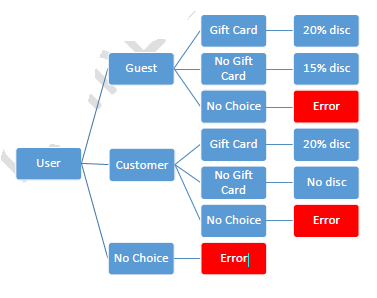 Gift Card
20% disc
Guest
No Gift
Card
15% disc
No Choice
Error
User
Customer
Gift Card
20% disc
No Gift
Card
No disc
No Choice
Error
No Choice
Error